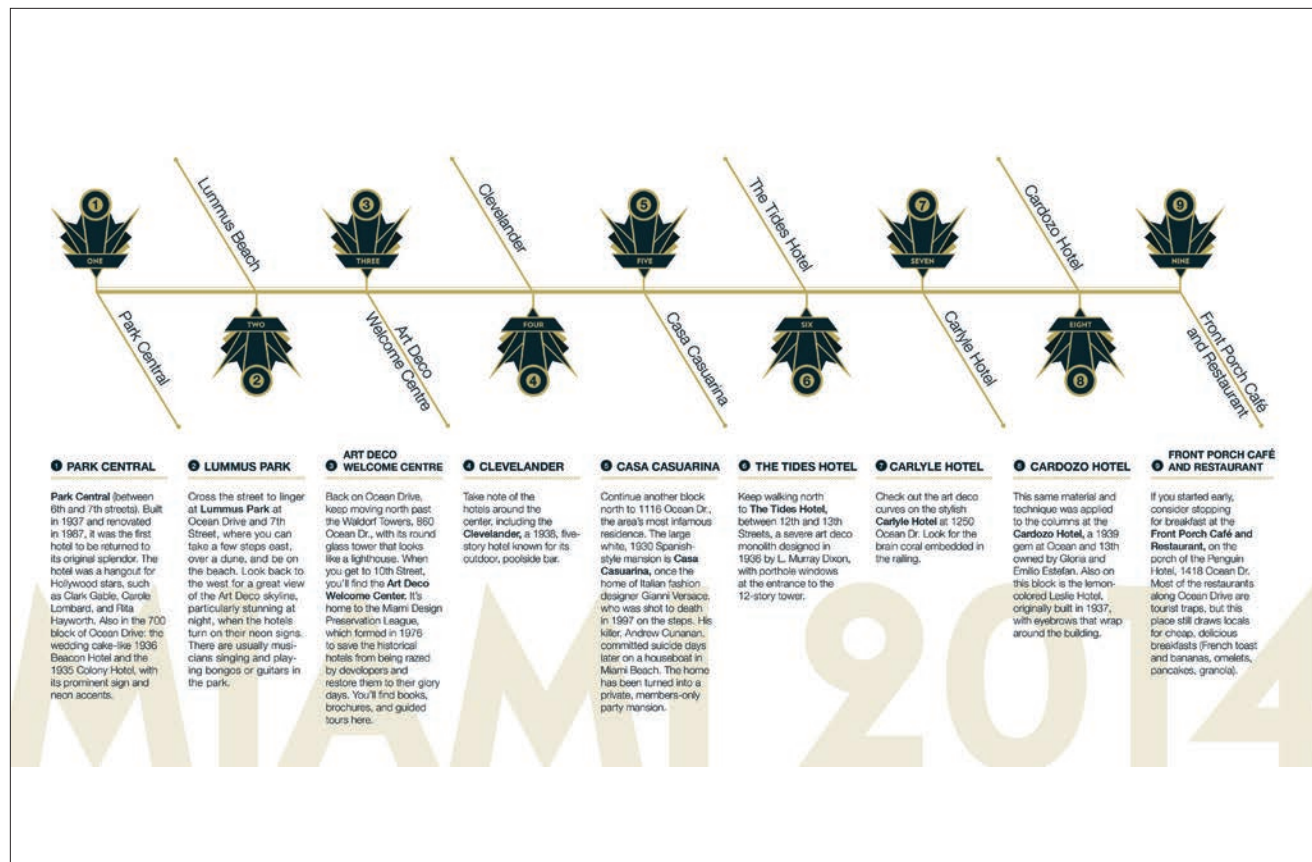 1
ONE
Park Central
Lummus Beach
TWO
2
3
THREE
Art Deco
Welcome Centre
Clevelander
FOUR
4
5
FIVE
Casa Casuarina
The Tides Hotel
SIX
6
7
SEVEN
Carlyle Hotel
Cardozo Hotel
EIGHT
8
9
NINE
Front Porch Café
and Restaurant
1 PARK CENTRAL
Park Central (between
6th and 7th streets). Built
in 1937 and renovated
in 1987, it was the first
hotel to be returned to
its original splendor. The
hotel was a hangout for
Hollywood stars, such
as Clark Gable, Carole
Lombard, and Rita
Hayworth. Also in the 700
block of Ocean Drive: the
wedding cake-like 1936
Beacon Hotel and the
1935 Colony Hotel, with
its prominent sign and
neon accents.
2 LUMMUS PARK
Cross the street to linger
at Lummus Park at
Ocean Drive and 7th
Street, where you can
take a few steps east,
over a dune, and be on
the beach. Look back to
the west for a great view
of the Art Deco skyline,
particularly stunning at
night, when the hotels
turn on their neon signs.
There are usually musi-
cians singing and play-
ing bongos or guitars in
the park.
3 ART DECO
WELCOME CENTRE
Back on Ocean Drive,
keep moving north past
the Waldorf Towers, 860
Ocean Dr., with its round
glass tower that looks
like a lighthouse. When
you get to 10th Street,
you'll find the Art Deco
Welcome Center. It's
home to the Miami Design
Preservation League,
which formed in 1976
to save the historical
hotels from being razed
by developers and
restore them to their glory
days. You'll find books,
brochures, and guided
tours here.
4 CLEVELANDER
Take note of the
hotels around the
center, including the
Clevelander, a 1938, five-
story hotel known for its
outdoor, poolside bar.
5 CASA CASUARINA
Continue another block
north to 1116 Ocean Dr.,
the area's most infamous
residence. The large
white, 1930 Spanish-
style mansion is Casa
Casuarina, once the
home of Italian fashion
designer Gianni Versace,
who was shot to death
in 1997 on the steps. His
killer, Andrew Cunanan,
committed suicide days
later on a houseboat in
Miami Beach. The home
has been turned into a
private, members-only
party mansion.
6 THE TIDES HOTEL
Keep walking north
to The Tides Hotel,
between 12th and 13th
Streets, a severe art deco
monolith designed in
1936 by L. Murray Dixon,
with porthole windows
at the entrance to the
12-story tower.
7 CARLYLE HOTEL
Check out the art deco
curves on the stylish
Carlyle Hotel at 1250
Ocean Dr. Look for the
brain coral embedded in
the railing.
8 CARDOZO HOTEL
This same material and
technique was applied
to the columns at the
Cardozo Hotel, a 1939
gem at Ocean and 13th
owned by Gloria and
Emilio Estefan. Also on
this block is the lemon-
colored Leslie Hotel,
originally built in 1937,
with eyebrows that wrap
around the building.
9 FRONT PORCH CAFÉ
AND RESTAURANT
If you started early,
consider stopping
for breakfast at the
Front Porch Café and
Restaurant, on the
porch of the Penguin
Hotel, 1418 Ocean Dr.
Most of the restaurants
along Ocean Drive are
tourist traps, but this
place still draws locals
for cheap, delicious
breakfasts (French toast
and bananas, omelets,
pancakes, granola).
MIAMI 2014